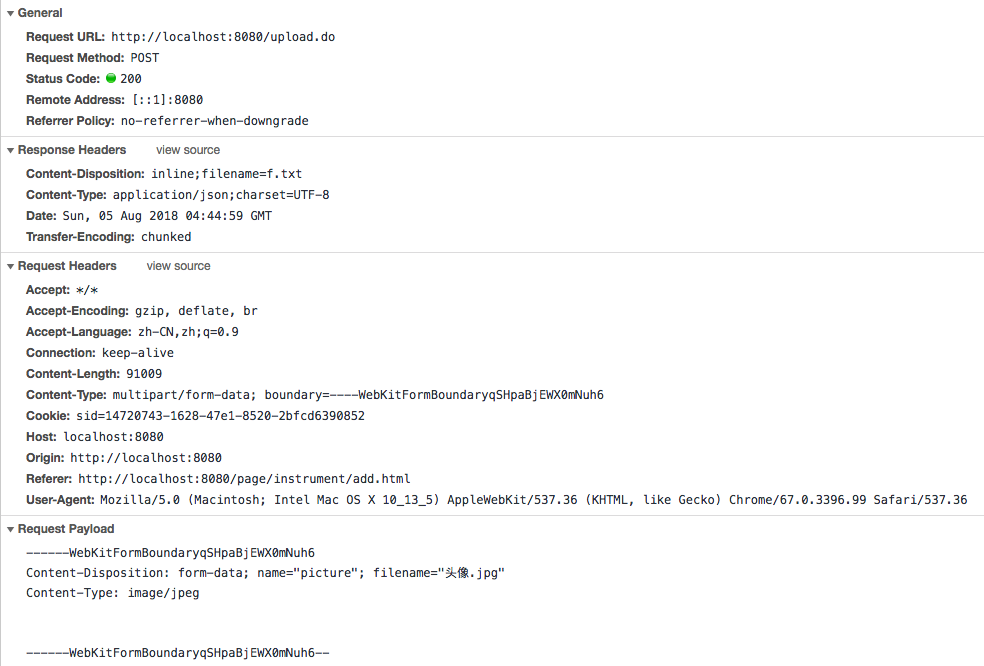 General
Request URL: http://localhost:8080/upload.do
Request Method: POST
Status Code: 200
Remote Address: [::1]:8080
Referrer Policy: no-referrer-when-downgrade
Response Headers view source
Content-Disposition: inline;filename=f.txt
Content-Type: application/json;charset=UTF-8
Date: Sun, 05 Aug 2018 04:44:59 GMT
Transfer-Encoding: chunked
Request Headers view source
Accept: */*
Accept-Encoding: gzip, deflate, br
Accept-Language: zh-CN,zh;q=0.9
Connection: keep-alive
Content-Length: 91009
Content-Type: multipart/form-data; boundary=----WebKitFormBoundaryqSHpaBjEWX0mNuh6
Cookie: sid=14720743-1628-47e1-8520-2bfcd6390852
Host: localhost:8080
Origin: http://localhost:8080
Referer: http://localhost:8080/page/instrument/add.html
User-Agent: Mozilla/5.0 (Macintosh; Intel Mac OS X 10_13_5) AppleWebKit/537.36 (KHTML, like Gecko) Chrome/67.0.3396.99 Safari/537.36
Request Payload
------WebKitFormBoundaryqSHpaBjEWX0mNuh6
Content-Disposition: form-data; name="picture"; filename="头像.jpg"
Content-Type: image/jpeg
------WebKitFormBoundaryqSHpaBjEWX0mNuh6--